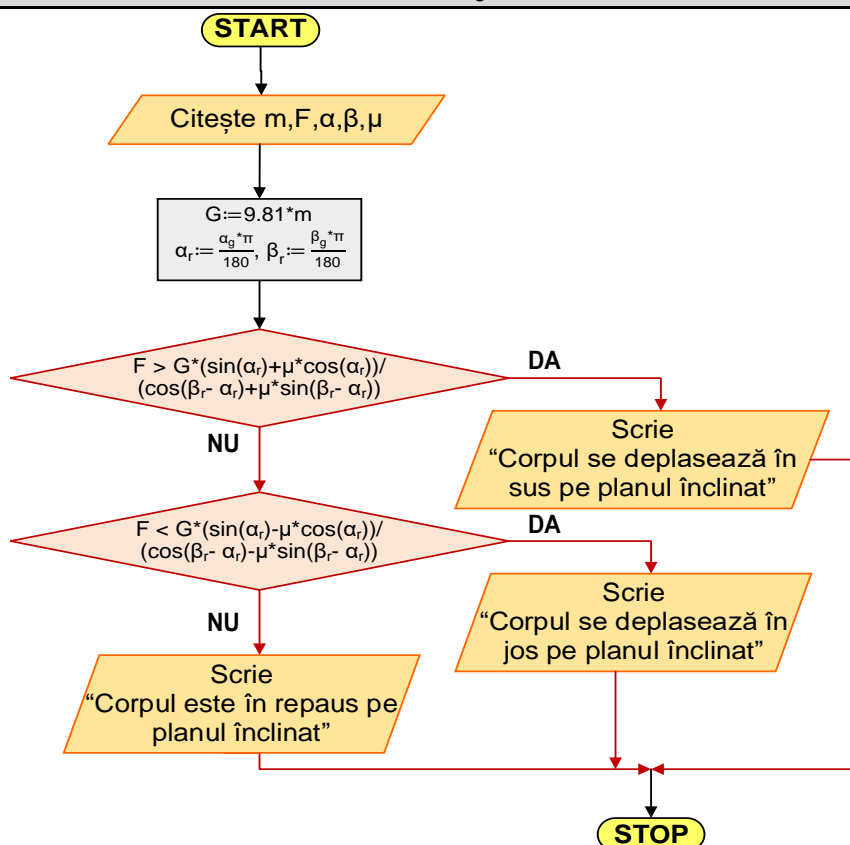 START
Citește m,F,α,β,μ
G:=9.81*m
αr:= αg*π/180, βr:= βg*π/180
F > G*(sin(αr)+μ*cos(αr))/
(cos(βr- αr)+μ*sin(βr- αr))
DA
NU
Scrie
“Corpul se deplasează în
sus pe planul înclinat”
F < G*(sin(αr)-μ*cos(αr))/
(cos(βr- αr)-μ*sin(βr- αr))
DA
NU
Scrie
“Corpul se deplasează în
jos pe planul înclinat”
Scrie
“Corpul este în repaus pe
planul înclinat”
STOP